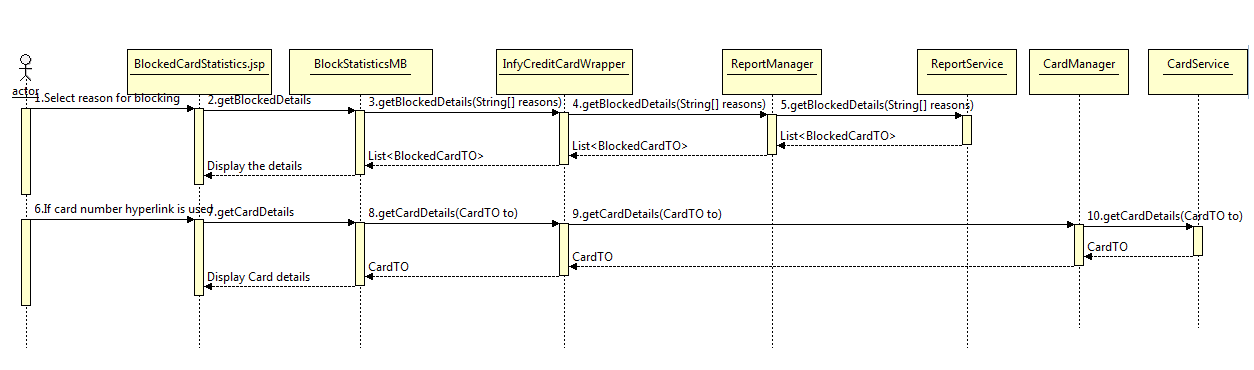 BlockedCardStatistics.jsp
BlockStatisticsMB
InfyCreditCardWrapper
ReportManager
ReportService
CardManager
CardService
actor
1.Select reason for blocking
2.getBlockedDetails
3.getBlockedDetails(String[] reasons)
4.getBlockedDetails(String[] reasons)
5.getBlockedDetails(String[] reasons)
List<BlockedCardTO>
List<BlockedCardTO>
List<BlockedCardTO>
Display the details
6.If card number hyperlink is used
7.getCardDetails
8.getCardDetails(CardTO to)
9.getCardDetails(CardTO to)
10.getCardDetails(CardTO to)
CardTO
CardTO
CardTO
Display Card details